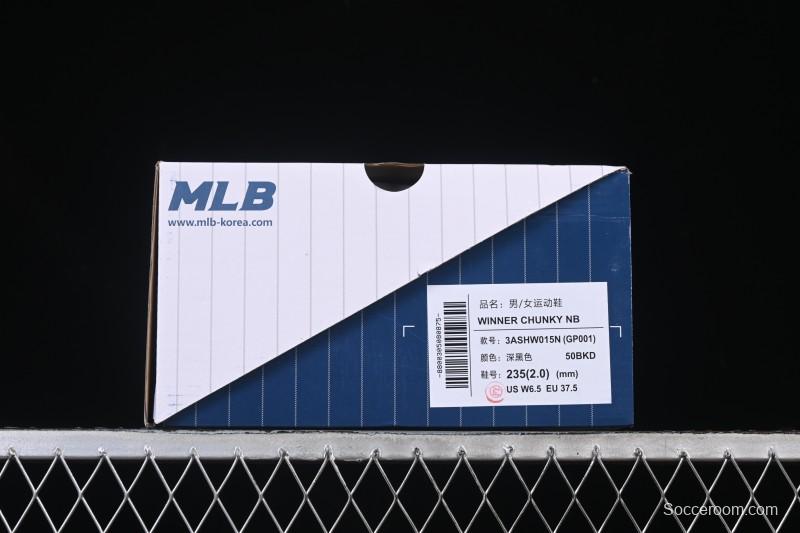 MLB
www.mlb-korea.com
品名：男/女运动鞋
WINNER CHUNKY NB
款号：3ASHW015N (GP001)
颜色：深黑色 50BKD
鞋号：235(2.0) (mm)
US W6.5 EU 37.5
-8800305080875-
Socceroom.com